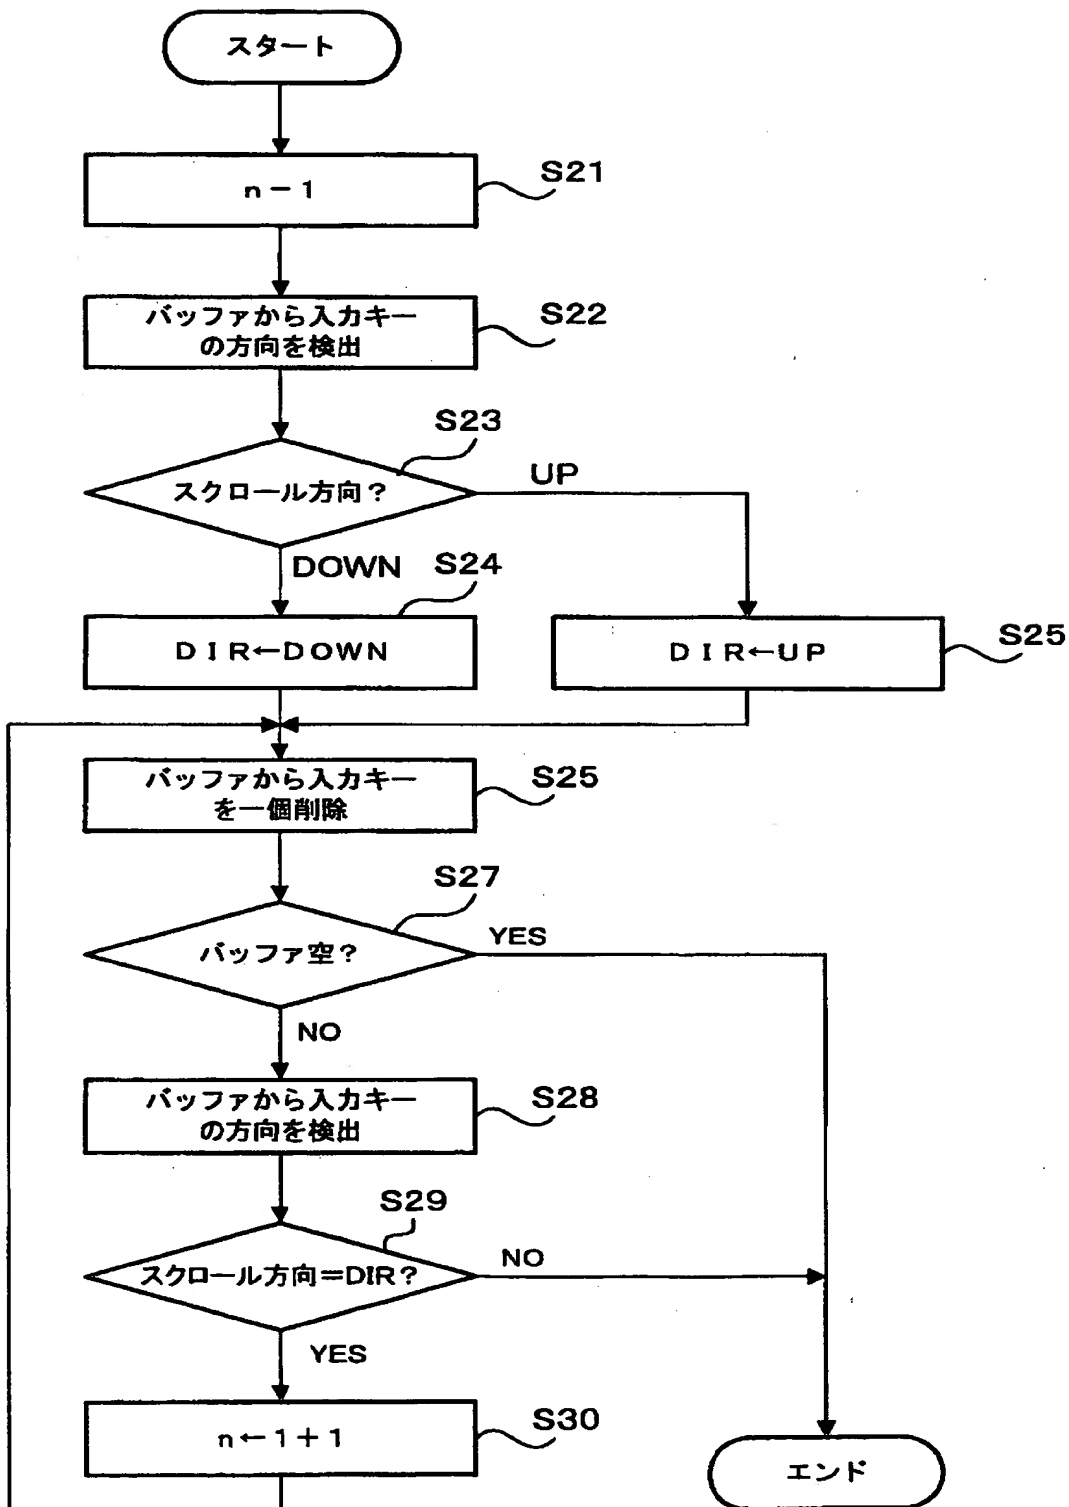 スタート
n－1
S21
バッファから入力キー
の方向を検出
S22
S23
スクロール方向？
UP
DOWN
S24
DIR←DOWN
DIR←UP
S25
バッファから入力キー
を一個削除
S25
S27
バッファ空？
YES
NO
バッファから入力キー
の方向を検出
S28
S29
スクロール方向＝DIR？
NO
YES
n←1+1
S30
エンド